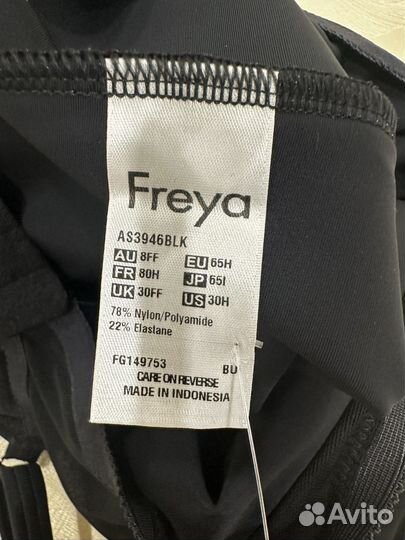 Freya
AS3946BLK
AU 8FF EU 65H
FR 80H JP 65I
UK 30FF US 30H
78% Nylon/Polyamide
22% Elastane
FG149753 BU
CARE ON REVERSE
MADE IN INDONESIA
Avito